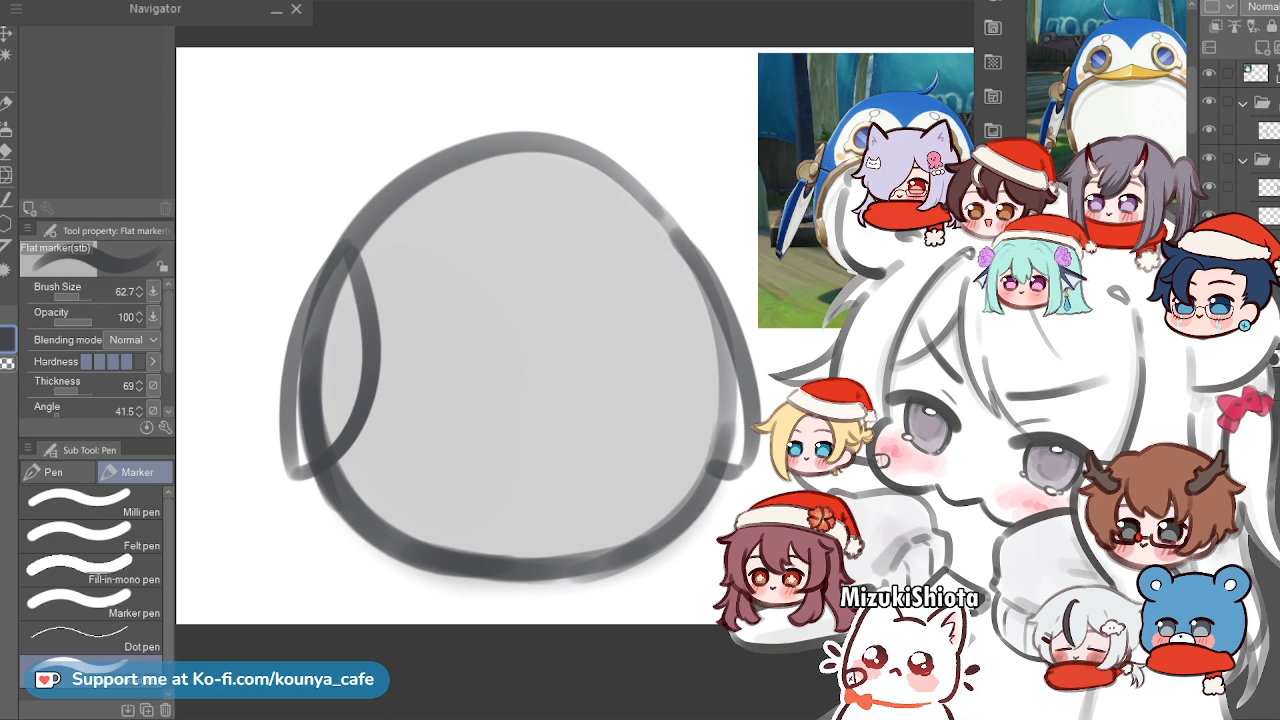 Navigator
Norma
Tool property: Flat marker(
Flat marker(stb)
Brush Size 62.7
Opacity 100
Blending mode Normal
Hardness
Thickness 69
Angle 41.5
Sub Tool: Pen
Pen Marker
Milli pen
Felt pen
Fill-in-mono pen
Marker pen
Dot pen
MizukiShiota
Support me at Ko-fi.com/kounya_cafe